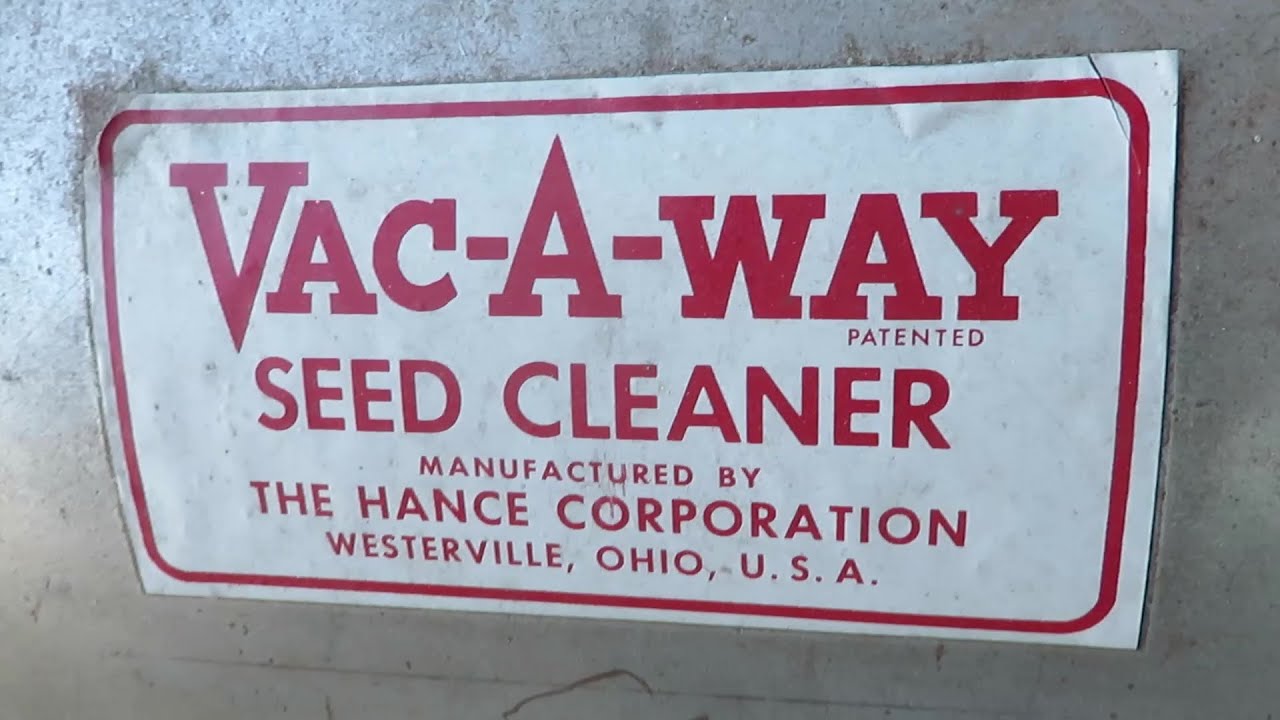 VAC-A-WAY
PATENTED
SEED CLEANER
MANUFACTURED BY
THE HANCE CORPORATION
WESTERVILLE, OHIO, U.S.A.